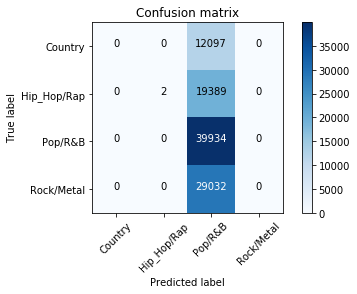 Confusion matrix
True label
Country 0 0 12097 0
Hip_Hop/Rap 0 2 19389 0
Pop/R&B 0 0 39934 0
Rock/Metal 0 0 29032 0
Country Hip_Hop/Rap Pop/R&B Rock/Metal
Predicted label
35000
30000
25000
20000
15000
10000
5000
0